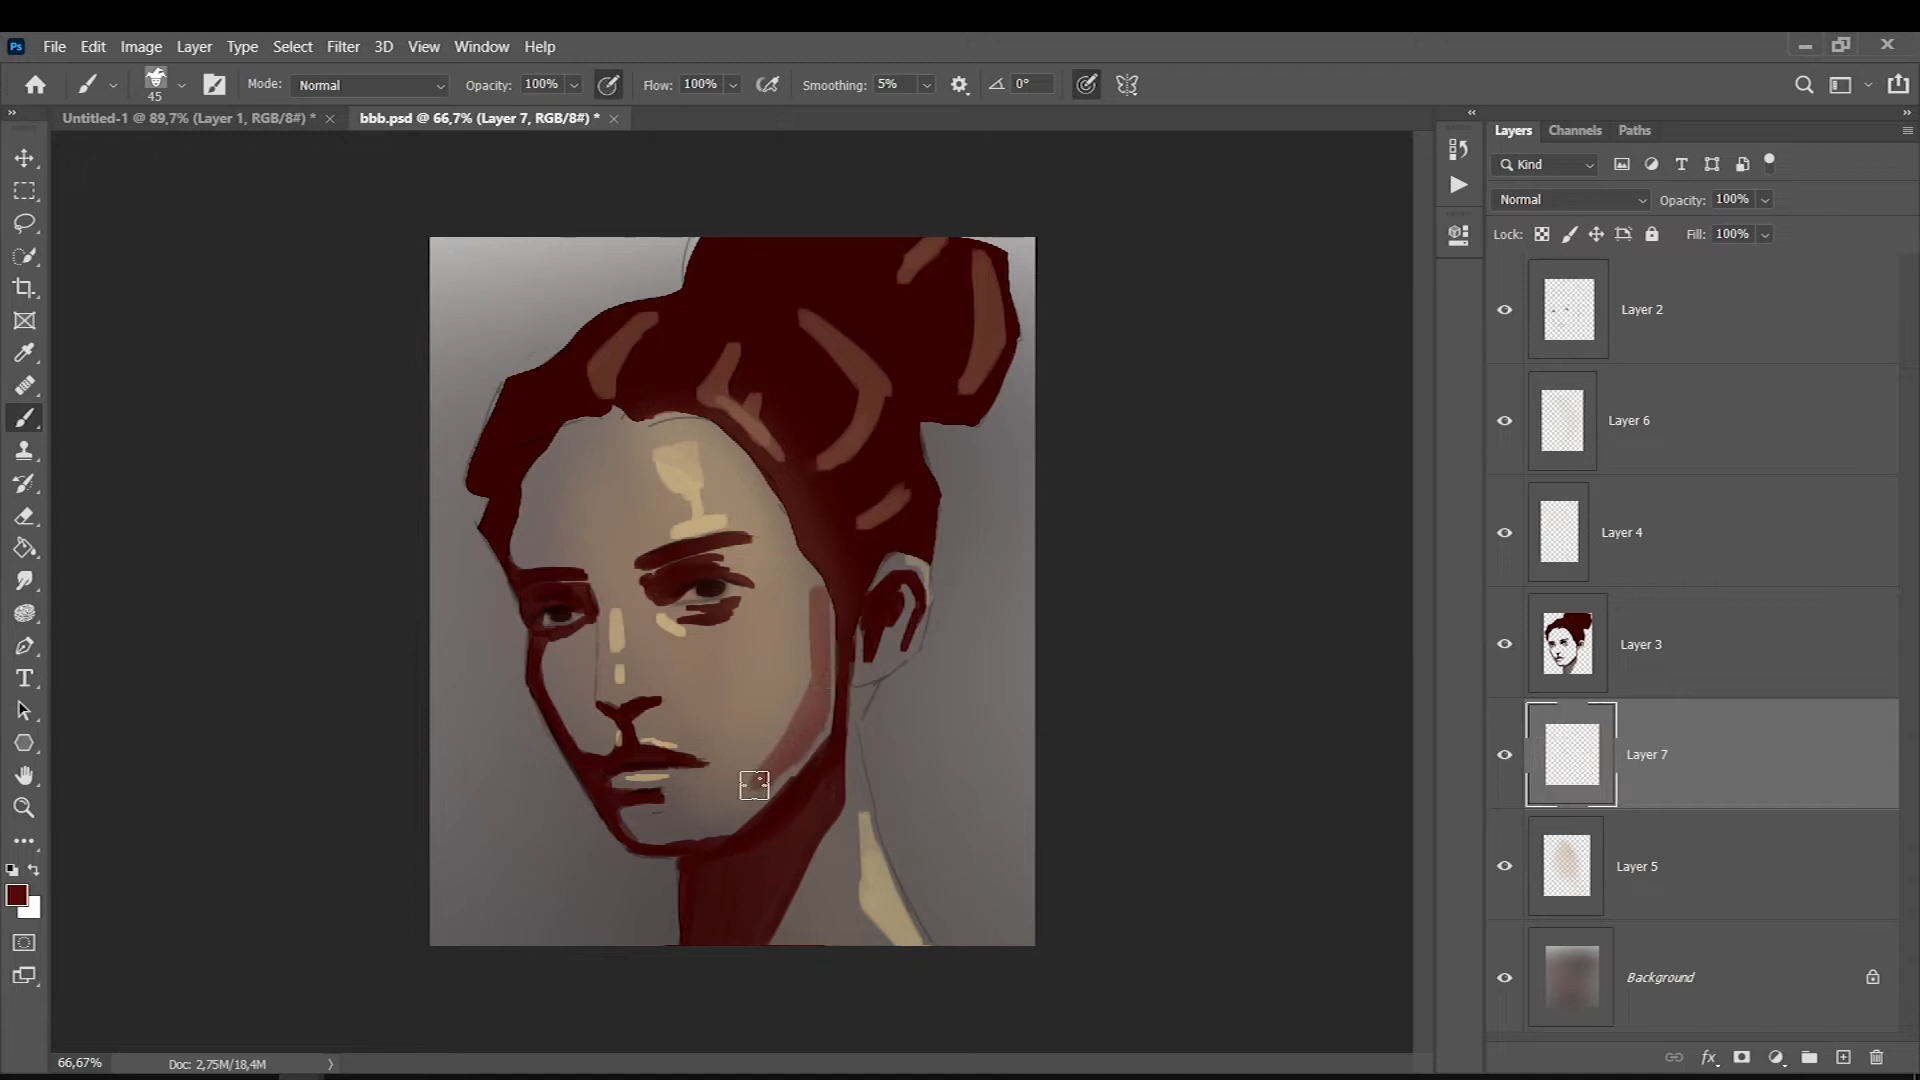 Ps File Edit Image Layer Type Select Filter 3D View Window Help
45 Mode: Normal Opacity: 100% Flow: 100% Smoothing: 5% 0°
Untitled-1 @ 89,7% (Layer 1, RGB/8#) * bbb.psd @ 66,7% (Layer 7, RGB/8#) *
Layers Channels Paths
Kind
Normal Opacity: 100%
Lock: Fill: 100%
Layer 2
Layer 6
Layer 4
Layer 3
Layer 7
Layer 5
Background
66,67% Doc: 2,75M/18,4M
fx